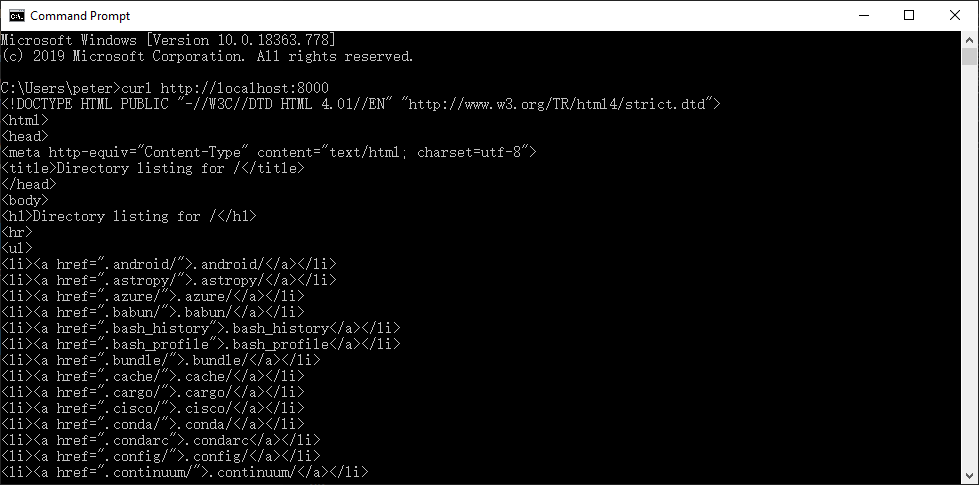 Command Prompt
Microsoft Windows [Version 10.0.18363.778]
(c) 2019 Microsoft Corporation. All rights reserved.
C:\Users\peter>curl http://localhost:8000
<!DOCTYPE HTML PUBLIC "-//W3C//DTD HTML 4.01//EN" "http://www.w3.org/TR/html4/strict.dtd">
<html>
<head>
<meta http-equiv="Content-Type" content="text/html; charset=utf-8">
<title>Directory listing for /</title>
</head>
<body>
<h1>Directory listing for /</h1>
<hr>
<ul>
<li><a href=".android/">.android/</a></li>
<li><a href=".astropy/">.astropy/</a></li>
<li><a href=".azure/">.azure/</a></li>
<li><a href=".babun/">.babun/</a></li>
<li><a href=".bash_history">.bash_history</a></li>
<li><a href=".bash_profile">.bash_profile</a></li>
<li><a href=".bundle/">.bundle/</a></li>
<li><a href=".cache/">.cache/</a></li>
<li><a href=".cargo/">.cargo/</a></li>
<li><a href=".cisco/">.cisco/</a></li>
<li><a href=".conda/">.conda/</a></li>
<li><a href=".condarc">.condarc</a></li>
<li><a href=".config/">.config/</a></li>
<li><a href=".continuum/">.continuum/</a></li>